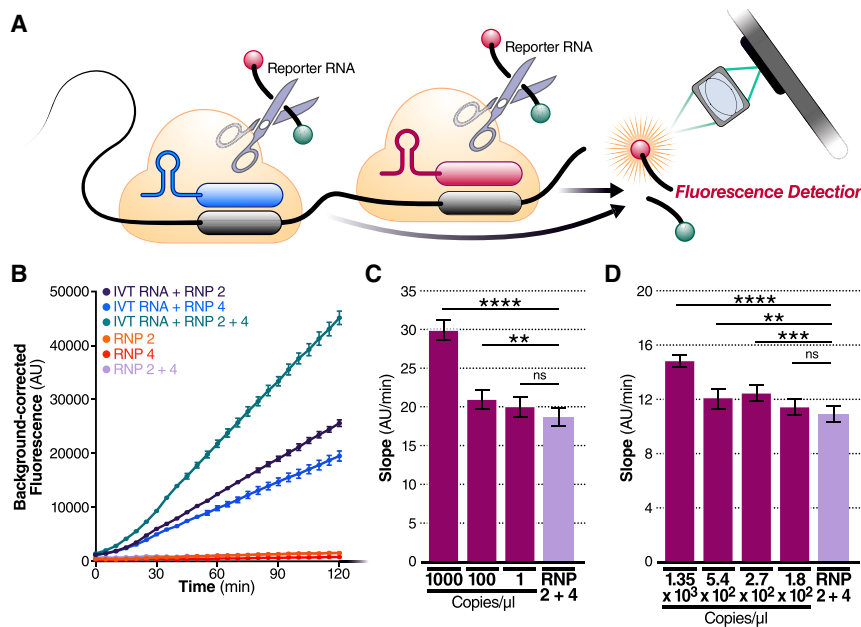 A
Reporter RNA
Reporter RNA
Fluorescence Detection
B
Background-corrected
Fluorescence (AU)
50000
40000
30000
20000
10000
0
IVT RNA + RNP 2
IVT RNA + RNP 4
IVT RNA + RNP 2 + 4
RNP 2
RNP 4
RNP 2 + 4
0 30 60 90 120
Time (min)
C
Slope (AU/min)
35
30
25
20
15
10
5
0
****
**
ns
1000 100 1 RNP
2 + 4
Copies/µl
D
Slope (AU/min)
20
16
12
8
4
0
****
**
***
ns
1.35 5.4 2.7 1.8 RNP
x 10³ x 10² x 10² x 10² 2 + 4
Copies/µl